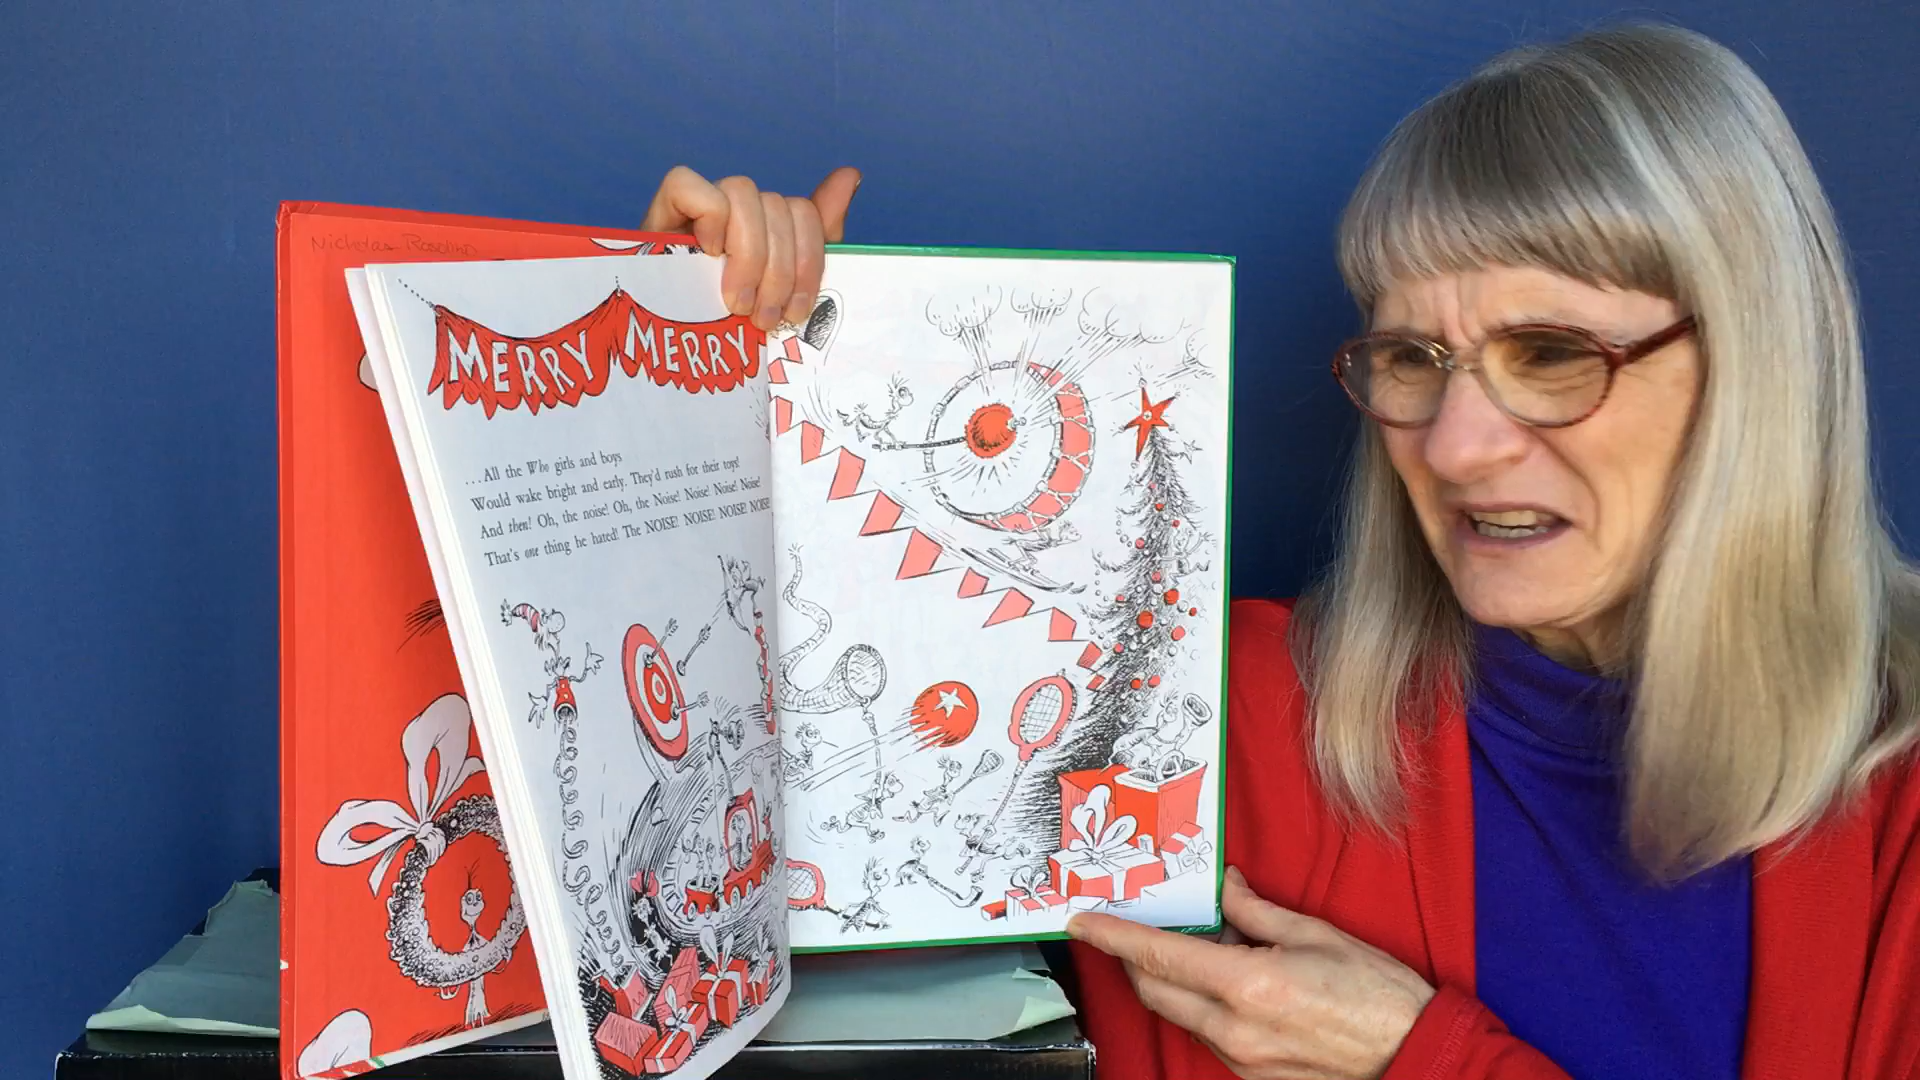 Nicholas Rosolino
MERRY MERRY
...All the Who girls and boys
Would wake bright and early. They'd rush for their toys!
And then! Oh, the noise! Oh, the Noise! Noise! Noise! Noise!
That's one thing he hated! The NOISE! NOISE! NOISE! NOISE